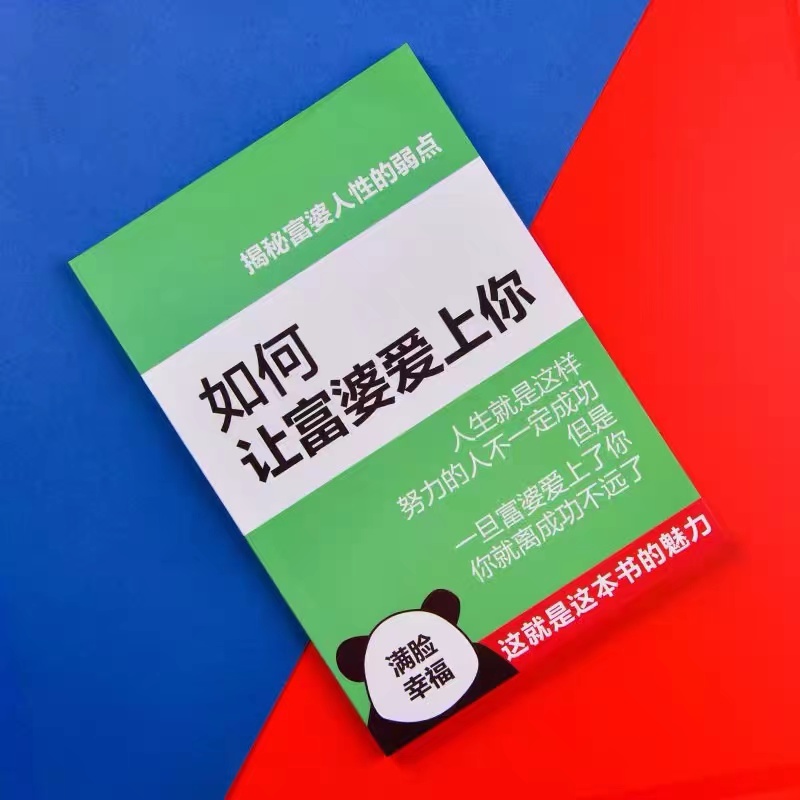 揭秘富婆人性的弱点
如何
让富婆爱上你
人生就是这样
努力的人不一定成功
但是
一旦富婆爱上了你
你就离成功不远了
这就是这本书的魅力
满脸
幸福